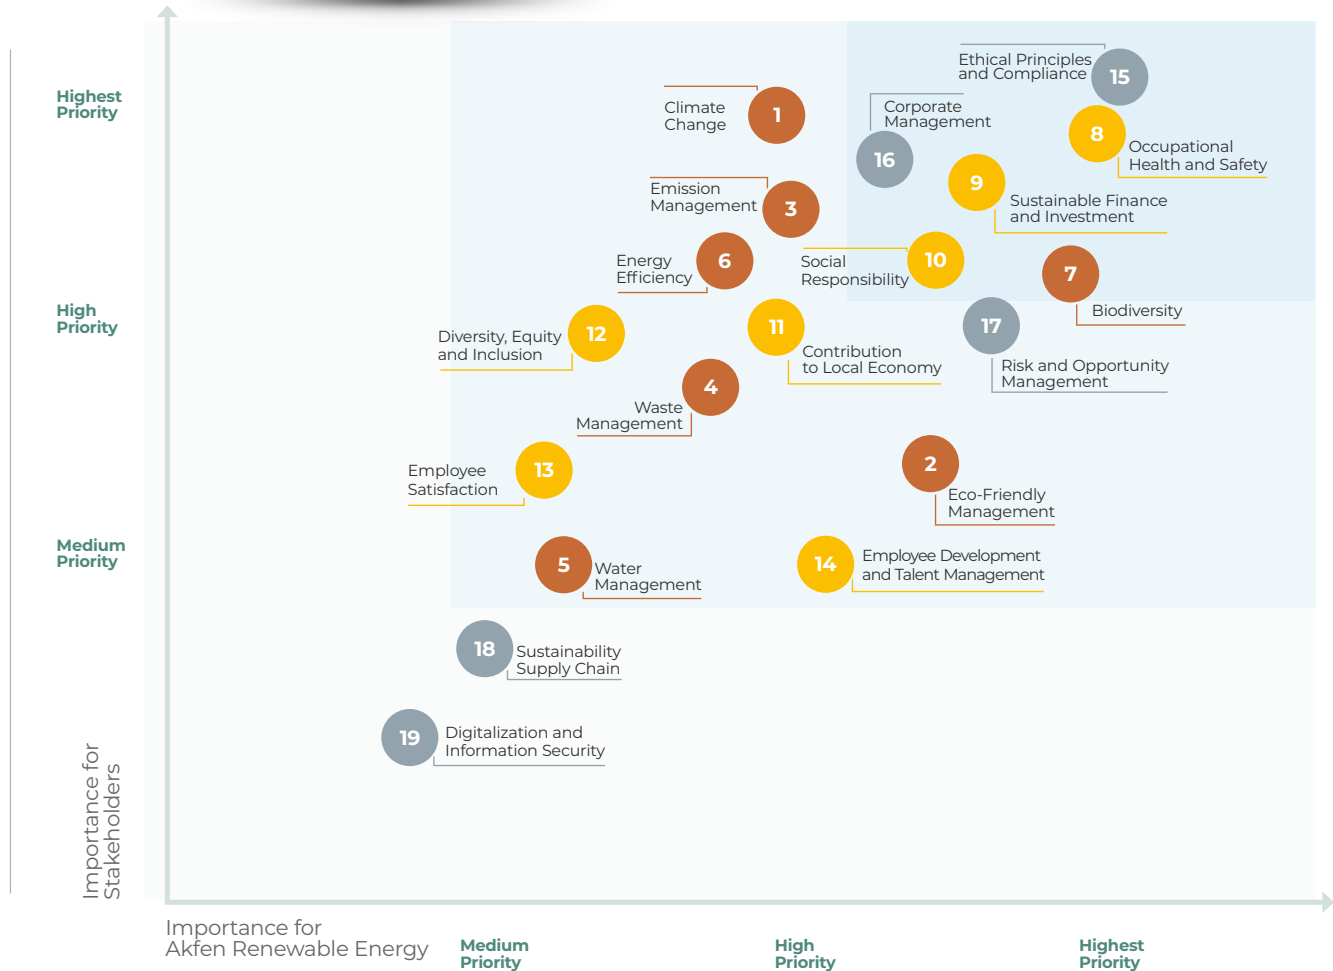 Highest
Priority
High
Priority
Medium
Priority
Importance for
Stakeholders
Ethical Principles
and Compliance
15
Climate
Change
1
Corporate
Management
16
8
Occupational
Health and Safety
Emission
Management
3
9
Sustainable Finance
and Investment
Energy
Efficiency
6
Social
Responsibility
10
7
Biodiversity
Diversity, Equity
and Inclusion
12
11
Contribution
to Local Economy
17
Risk and Opportunity
Management
Waste
Management
4
Employee
Satisfaction
13
2
Eco-Friendly
Management
5
Water
Management
14
Employee Development
and Talent Management
18
Sustainability
Supply Chain
19
Digitalization and
Information Security
Importance for
Akfen Renewable Energy
Medium
Priority
High
Priority
Highest
Priority